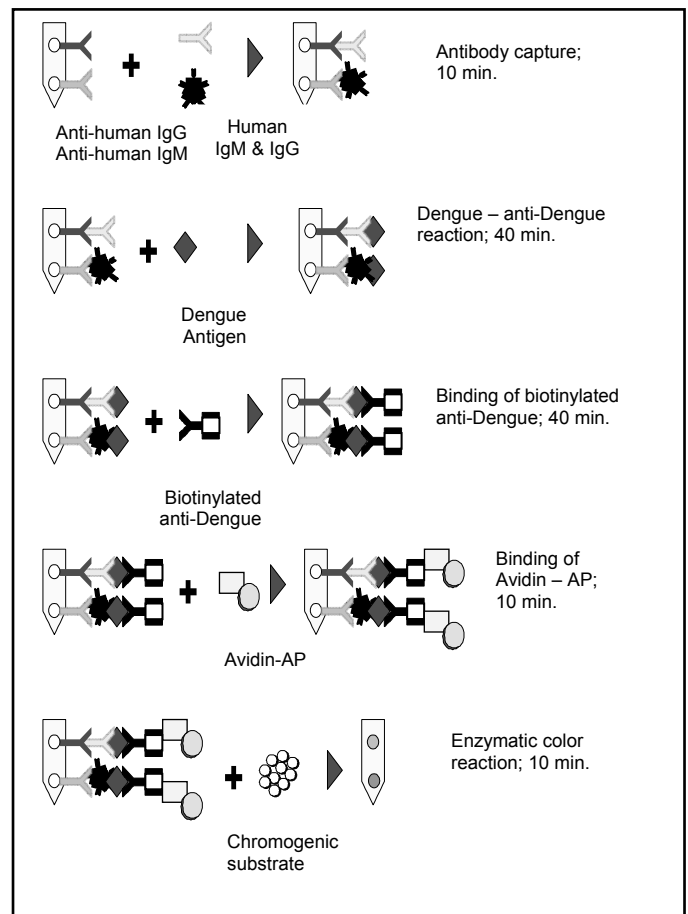 Antibody capture;
10 min.
Anti-human IgG
Anti-human IgM
Human
IgM & IgG
Dengue – anti-Dengue
reaction; 40 min.
Dengue
Antigen
Binding of biotinylated
anti-Dengue; 40 min.
Biotinylated
anti-Dengue
Binding of
Avidin – AP;
10 min.
Avidin-AP
Enzymatic color
reaction; 10 min.
Chromogenic
substrate